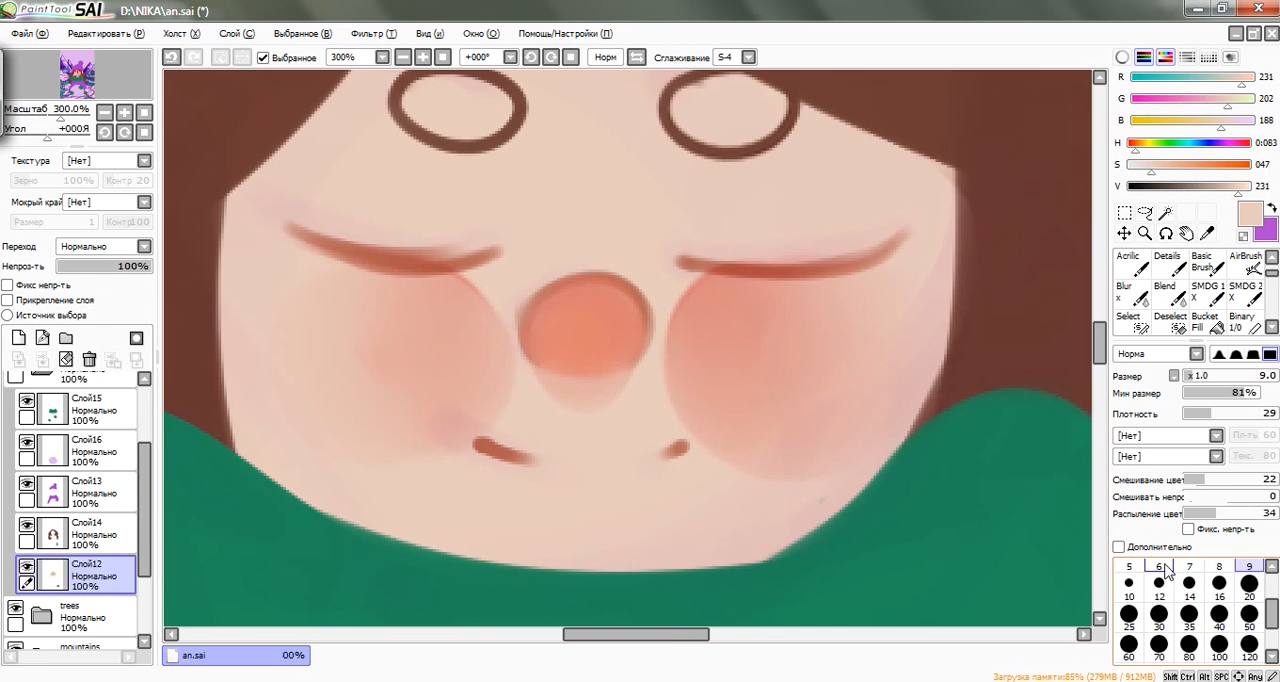 PaintTool SAI D:\NIKA\an.sai (*)
Файл (F) Редактировать (P) Холст (X) Слой (C) Выбранное (B) Фильтр (T) Вид (и) Окно (O) Помощь/Настройки (П)
Выбранное 300% +000° Норм Сглаживание S-4
Масштаб 300.0%
Угол +000Я
Текстура [Нет]
Зерно 100% Контр 20
Мокрый край [Нет]
Размер 1 Контр100
Переход Нормально
Непроз-ть 100%
Фикс непр-ть
Прикрепление слоя
Источник выбора
100%
Слой15
Нормально
100%
Слой16
Нормально
100%
Слой13
Нормально
100%
Слой14
Нормально
100%
Слой12
Нормально
100%
trees
Нормально
100%
mountains
an.sai 00%
R 231
G 202
B 188
H 0:083
S 047
V 231
Acrilic Details Basic Brush AirBrush
Blur Blend SMDG 1 SMDG 2
x X X
Select Deselect Bucket Fill Binary 1/0
Норма
Размер x 1.0 9.0
Мин размер 81%
Плотность 29
[Нет] Пл-ть 60
[Нет] Текс. 80
Смешивание цвет 22
Смешивать непрс 0
Распыление цвет 34
Фикс. непр-ть
Дополнительно
5 6 7 8 9
10 12 14 16 20
25 30 35 40 50
60 70 80 100 120
Загрузка памяти:85% (279MB / 912MB) Shift Ctrl Alt SPC Any